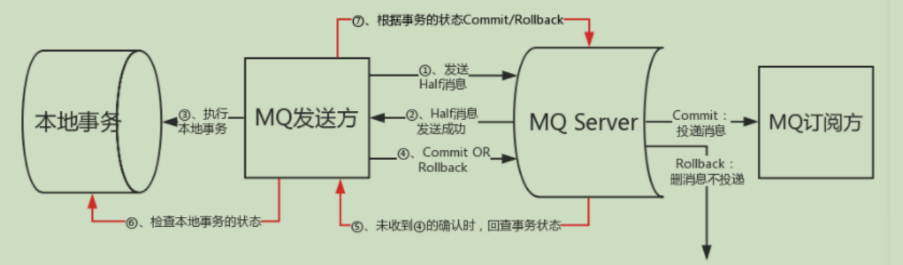 ⑦、根据事务的状态Commit/Rollback
①、发送
Half消息
本地事务
③、执行
本地事务
MQ发送方
②、Half消息
发送成功
MQ Server
Commit：
投递消息
MQ订阅方
④、Commit OR
Rollback
Rollback：
删消息不投递
⑥、检查本地事务的状态
⑤、未收到④的确认时，回查事务状态